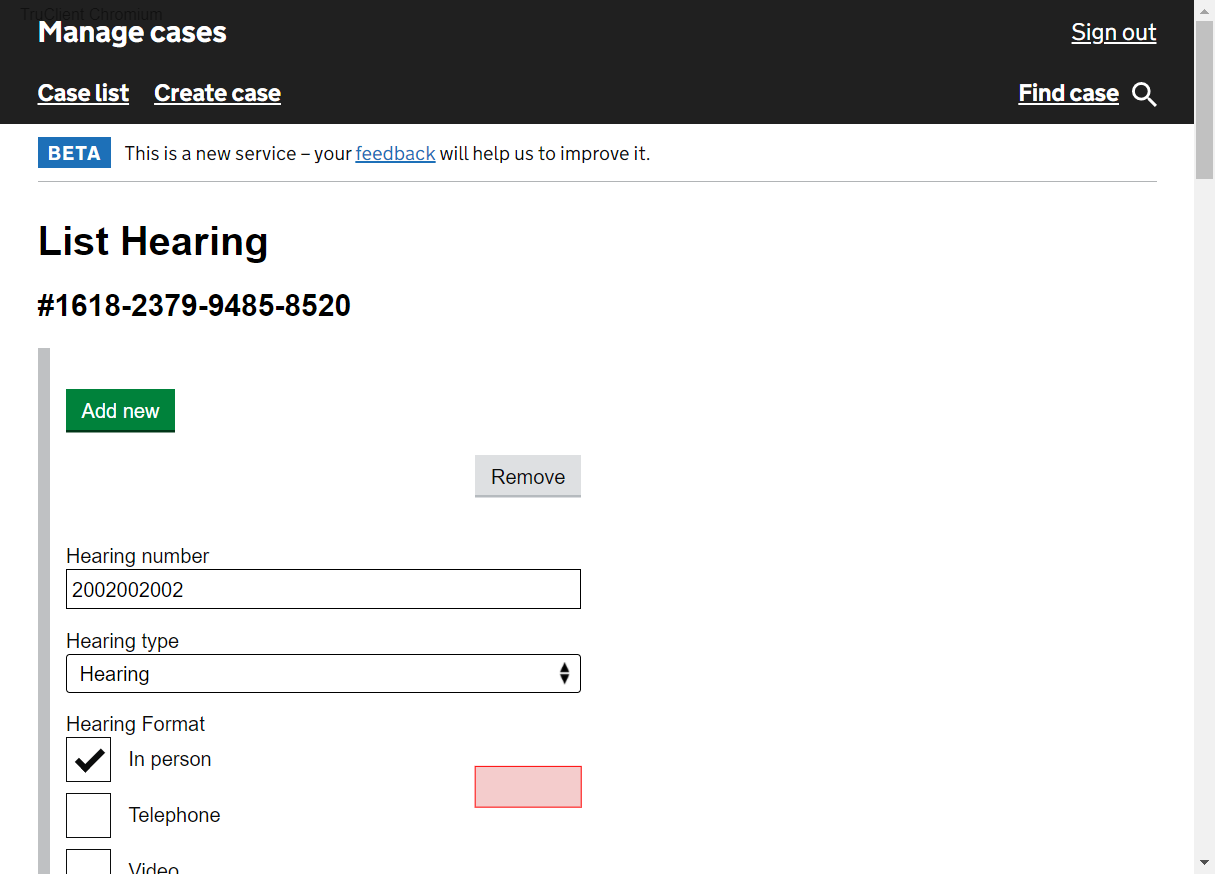 TruClient Chromium
Manage cases
Sign out
Case list Create case
Find case
BETA This is a new service – your feedback will help us to improve it.
List Hearing
#1618-2379-9485-8520
Add new
Remove
Hearing number
2002002002
Hearing type
Hearing
Hearing Format
In person
Telephone
Video